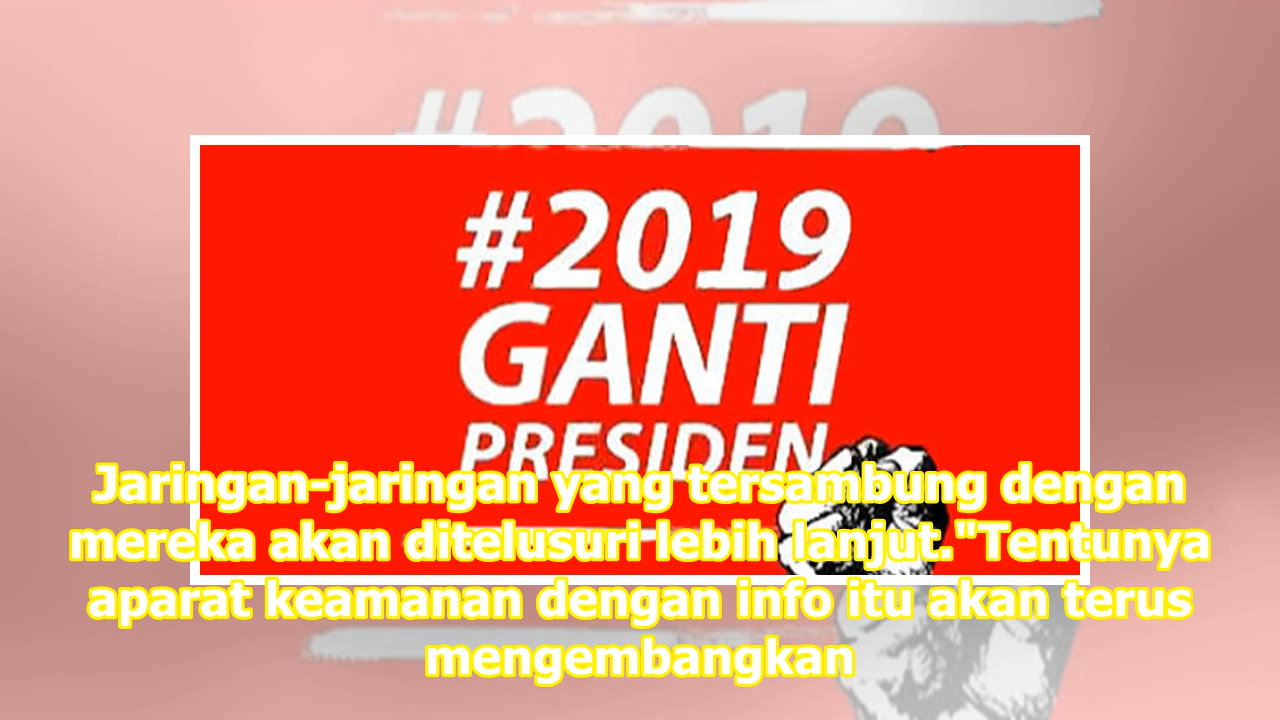 #2019
#2019
GANTI
PRESIDEN
Jaringan-jaringan yang tersambung dengan
mereka akan ditelusuri lebih lanjut."Tentunya
aparat keamanan dengan info itu akan terus
mengembangkan